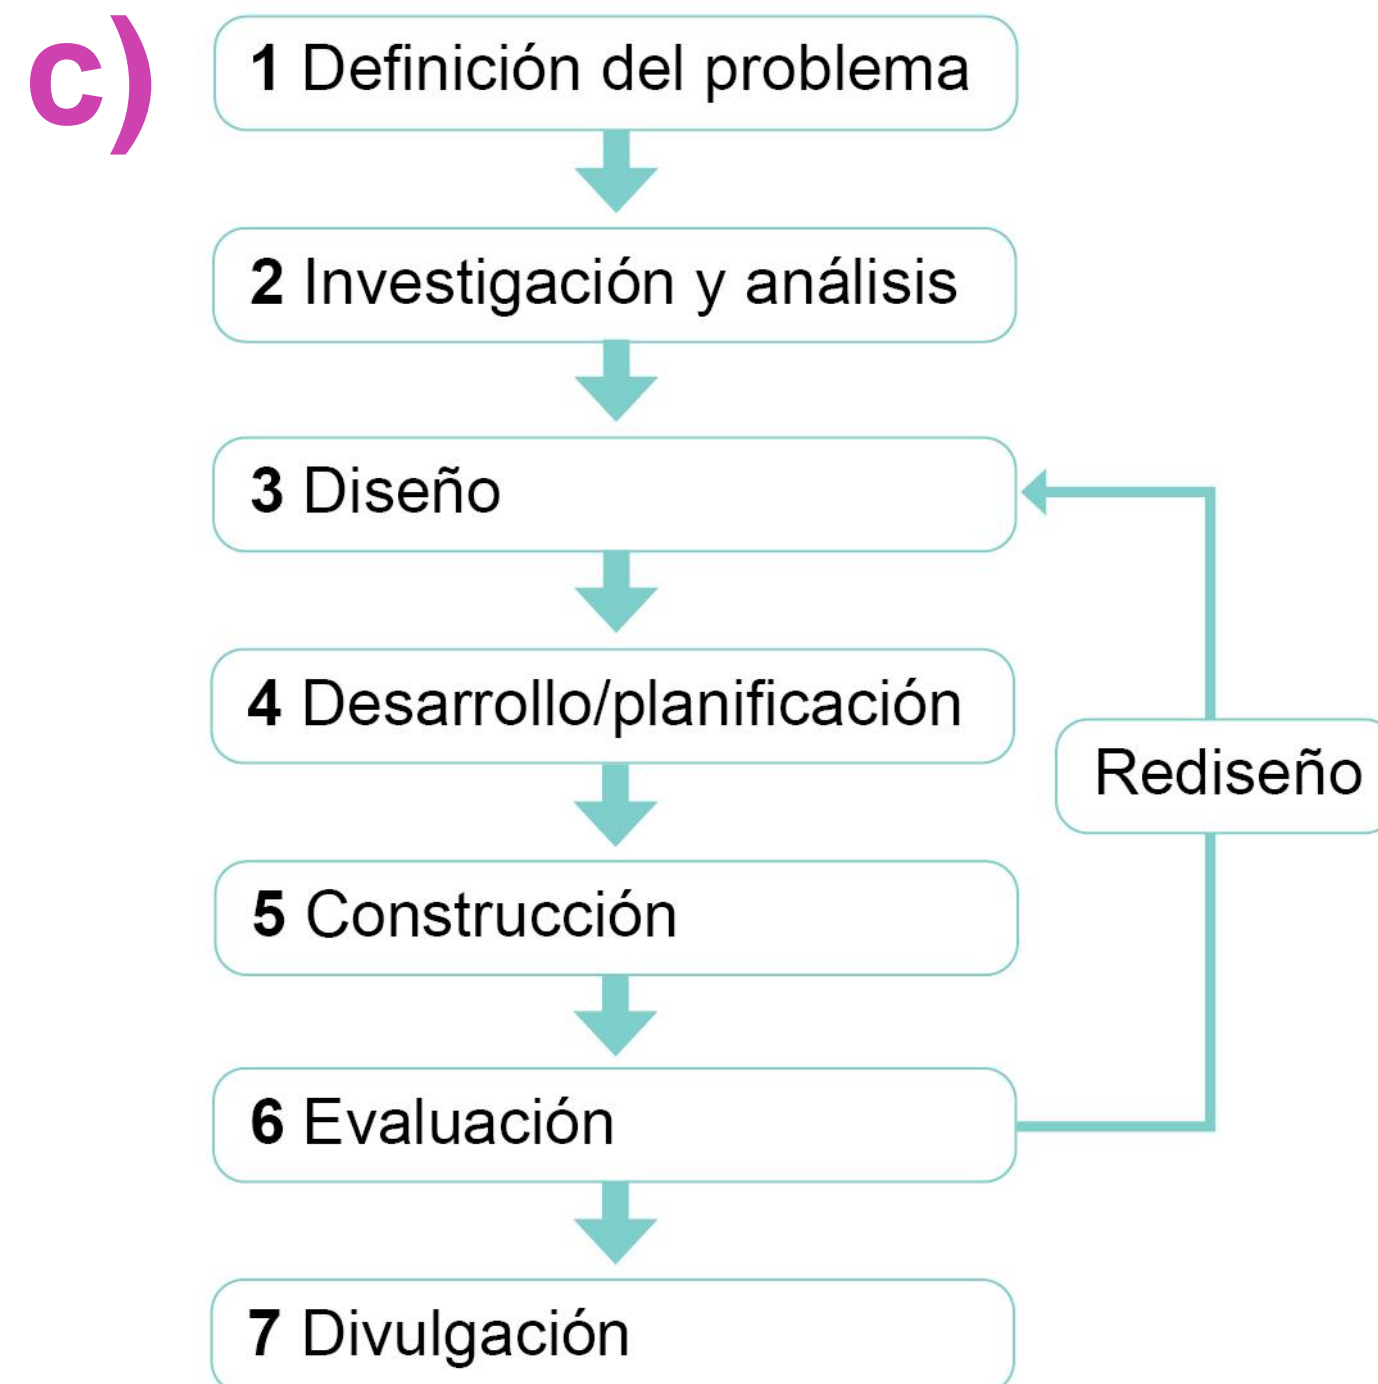 c)
1 Definición del problema
2 Investigación y análisis
3 Diseño
4 Desarrollo/planificación
Rediseño
5 Construcción
6 Evaluación
7 Divulgación